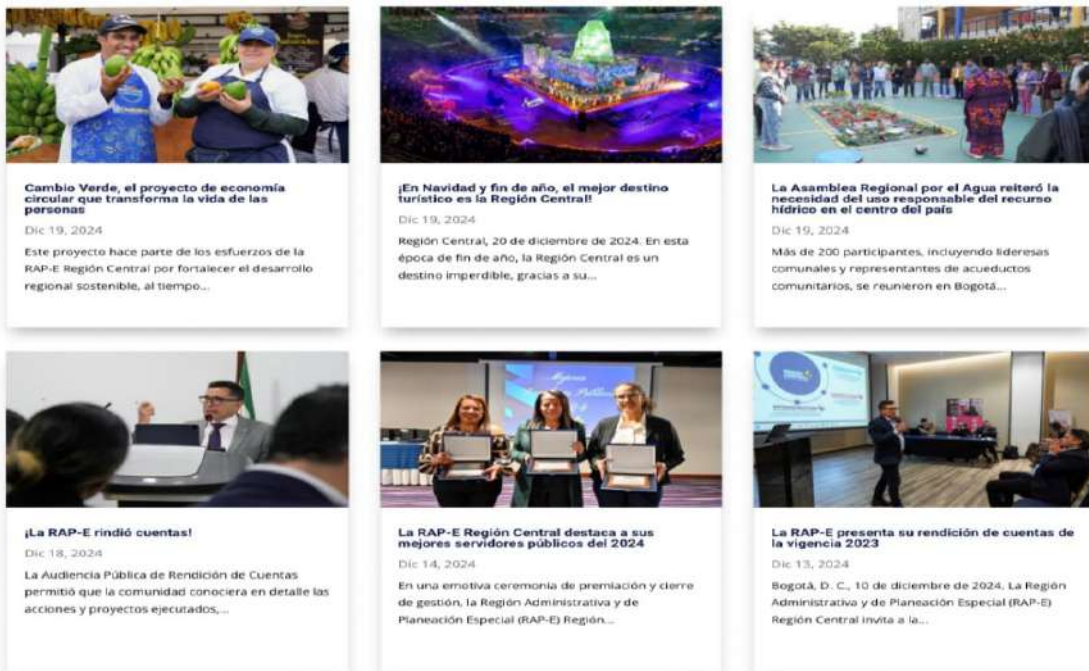 Cambio Verde, el proyecto de economía
circular que transforma la vida de las
personas
Dic 19, 2024
Este proyecto hace parte de los esfuerzos de la
RAP-E Región Central por fortalecer el desarrollo
regional sostenible, al tiempo...
¡En Navidad y fin de año, el mejor destino
turístico es la Región Central!
Dic 19, 2024
Región Central, 20 de diciembre de 2024. En esta
época de fin de año, la Región Central es un
destino imperdible, gracias a su...
La Asamblea Regional por el Agua reiteró la
necesidad del uso responsable del recurso
hídrico en el centro del país
Dic 19, 2024
Más de 200 participantes, incluyendo lideresas
comunales y representantes de acueductos
comunitarios, se reunieron en Bogotá...
¡La RAP-E rindió cuentas!
Dic 18, 2024
La Audiencia Pública de Rendición de Cuentas
permitió que la comunidad conociera en detalle las
acciones y proyectos ejecutados,...
La RAP-E Región Central destaca a sus
mejores servidores públicos del 2024
Dic 14, 2024
En una emotiva ceremonia de premiación y cierre
de gestión, la Región Administrativa y de
Planeación Especial (RAP-E) Región...
La RAP-E presenta su rendición de cuentas de
la vigencia 2023
Dic 13, 2024
Bogotá, D. C., 10 de diciembre de 2024. La Región
Administrativa y de Planeación Especial (RAP-E)
Región Central invita a la...